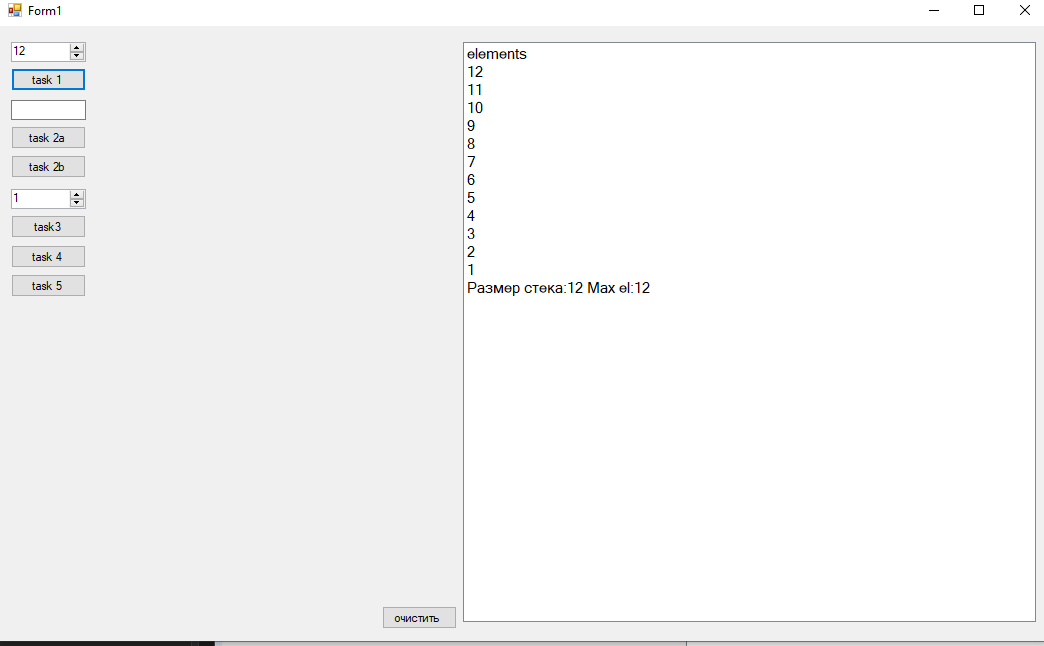 Form1
12
task 1
task 2a
task 2b
1
task3
task 4
task 5
очистить
elements
12
11
10
9
8
7
6
5
4
3
2
1
Размер стека:12 Max el:12